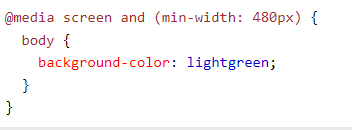 @media screen and (min-width: 480px) {
  body {
    background-color: lightgreen;
  }
}